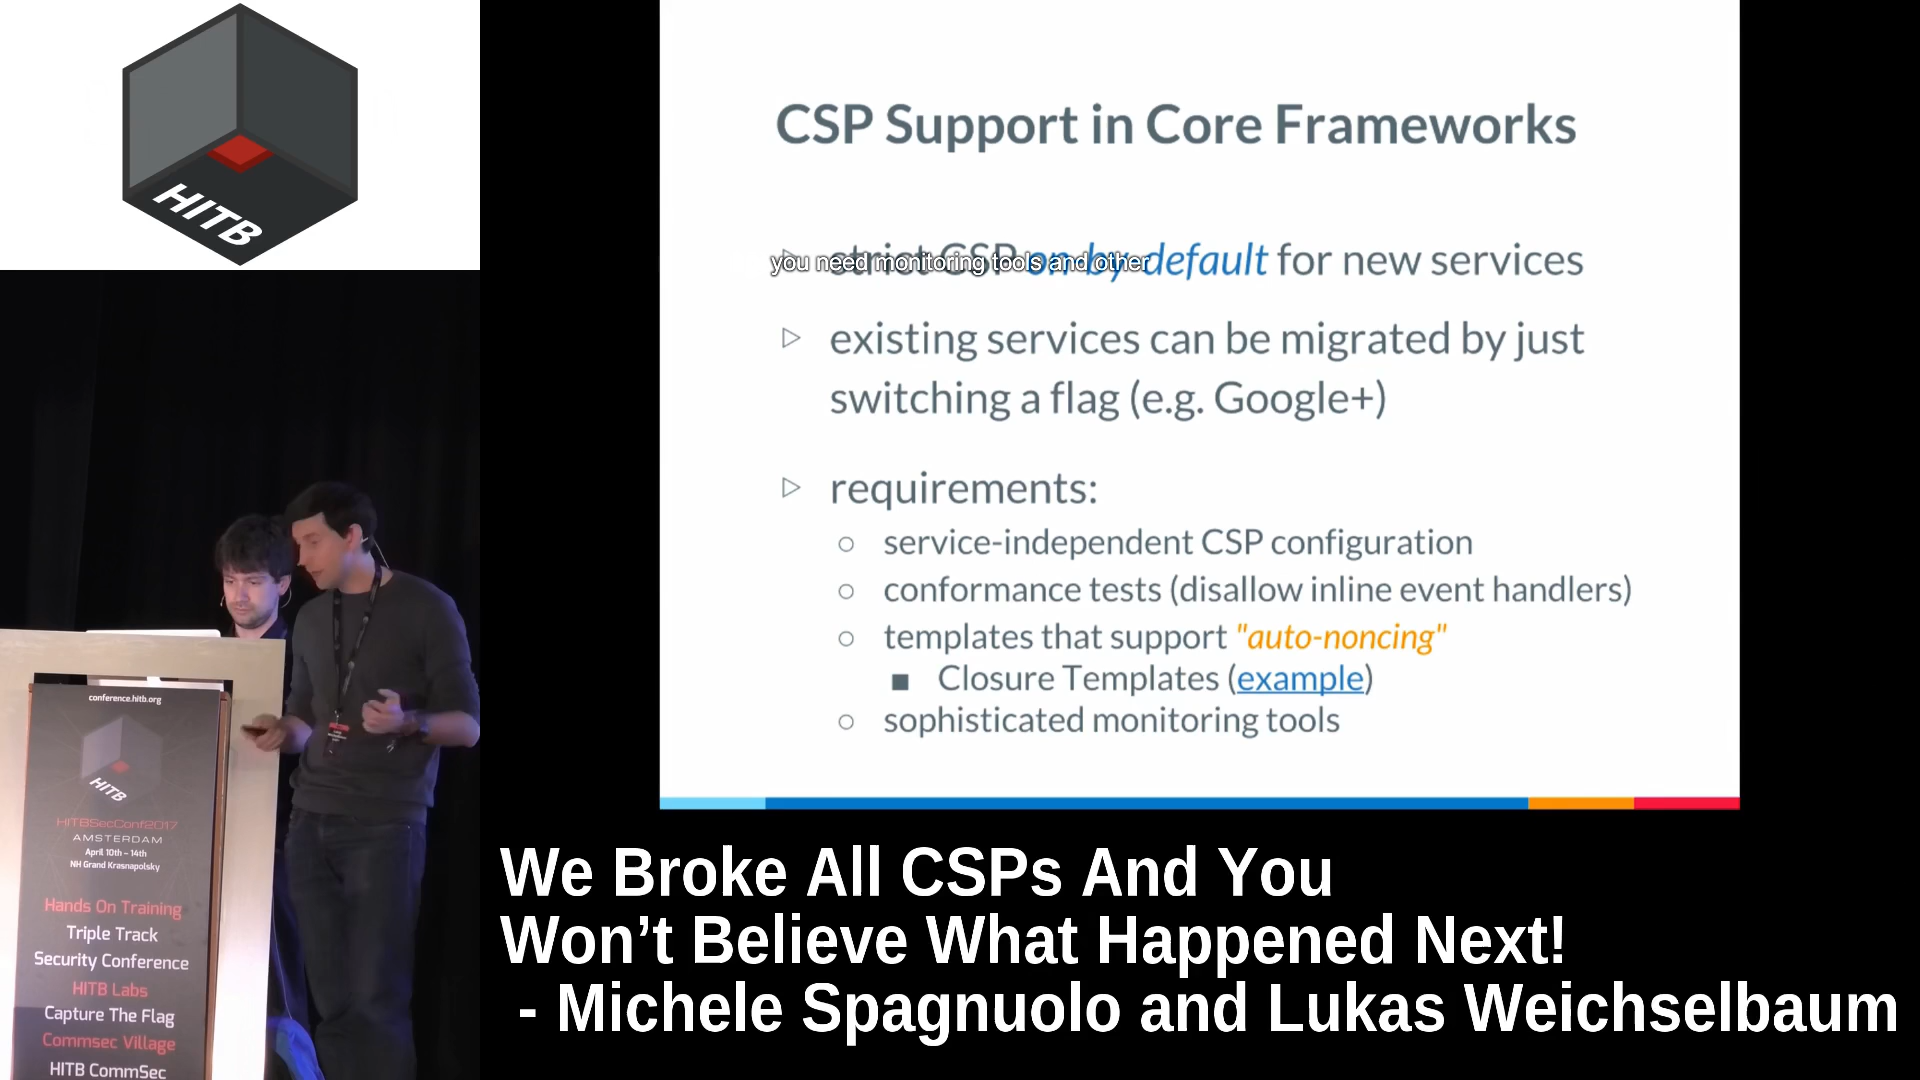 HITB
CSP Support in Core Frameworks
strict CSP on by default for new services
you need monitoring tools and other
existing services can be migrated by just
switching a flag (e.g. Google+)
requirements:
service-independent CSP configuration
conformance tests (disallow inline event handlers)
templates that support "auto-noncing"
Closure Templates (example)
sophisticated monitoring tools
conference.hitb.org
HITB
HITBSecConf2017
AMSTERDAM
April 10th – 14th
NH Grand Krasnapolsky
Hands On Training
Triple Track
Security Conference
HITB Labs
Capture The Flag
Commsec Village
HITB CommSec
We Broke All CSPs And You
Won’t Believe What Happened Next!
- Michele Spagnuolo and Lukas Weichselbaum